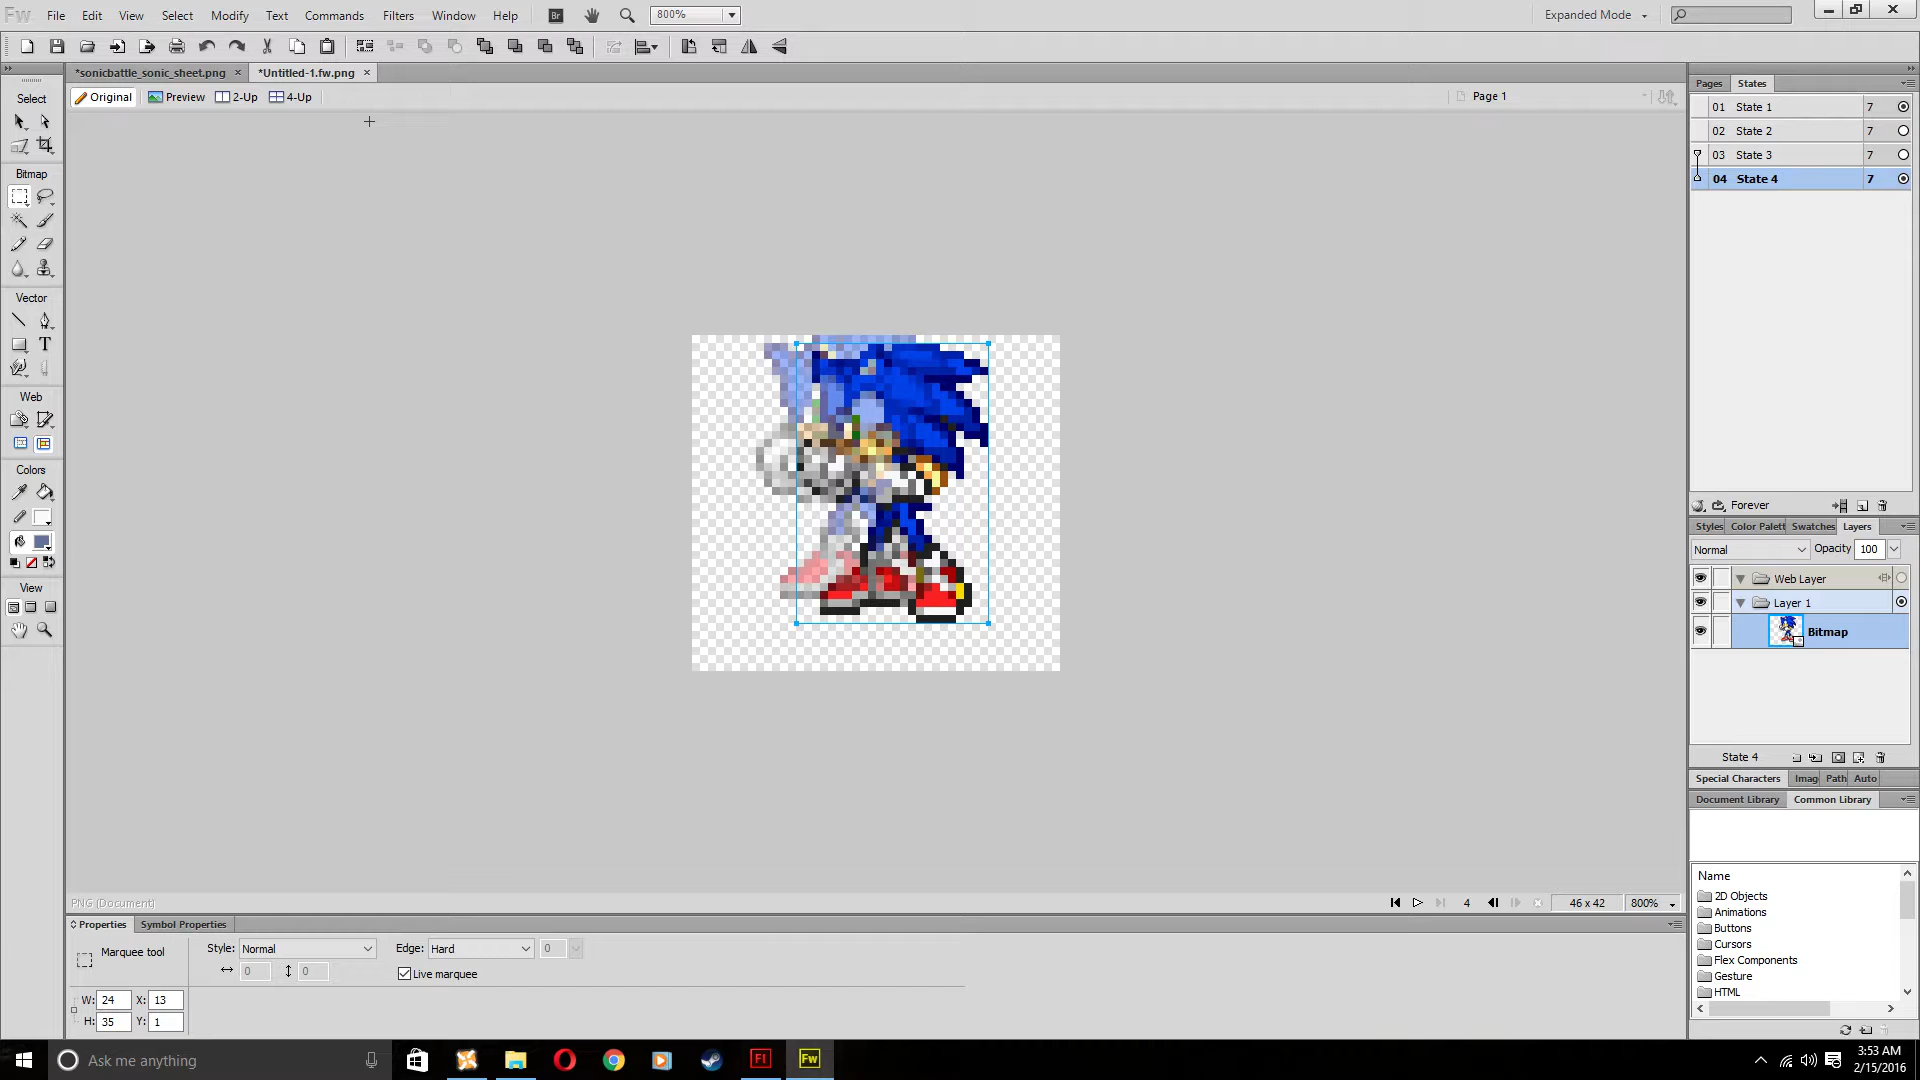 Fw File Edit View Select Modify Text Commands Filters Window Help Br 800% Expanded Mode
*sonicbattle_sonic_sheet.png × *Untitled-1.fw.png ×
Original Preview 2-Up 4-Up Page 1
Select
Bitmap
Vector
T
Web
Colors
View
Pages States
01 State 1 7
02 State 2 7
03 State 3 7
04 State 4 7
Forever
Styles Color Palett Swatches Layers
Normal Opacity 100
Web Layer
Layer 1
Bitmap
State 4
Special Characters Imag Path Auto
Document Library Common Library
Name
2D Objects
Animations
Buttons
Cursors
Flex Components
Gesture
HTML
PNG (Document) 4 46 x 42 800%
Properties Symbol Properties
Marquee tool Style: Normal Edge: Hard 0
0 0 Live marquee
W: 24 X: 13
H: 35 Y: 1
Ask me anything Fl Fw 3:53 AM
2/15/2016